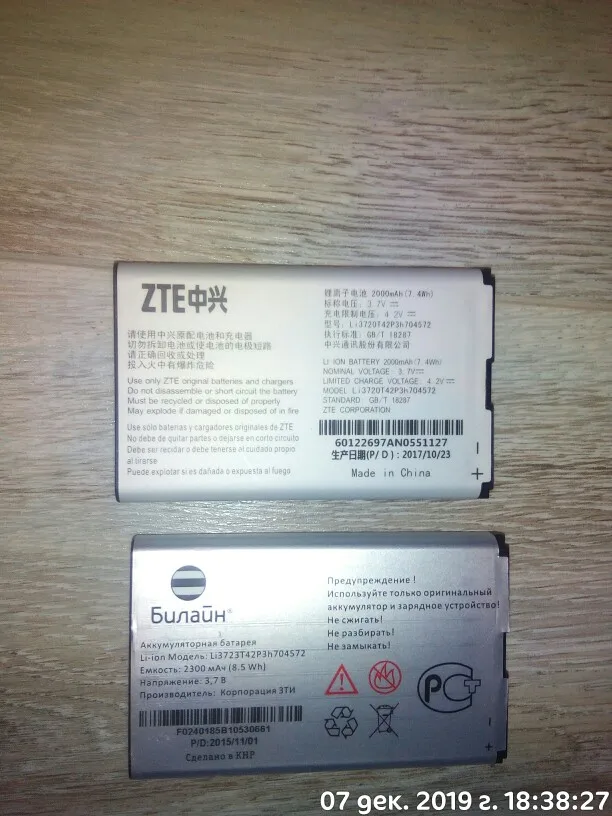 ZTE中兴
请使用中兴原配电池和充电器
切勿拆卸电池或使电池的电极短路
请正确回收或处理
投入火中有爆炸危险
Use only ZTE original batteries and chargers
Do not disassemble or short circuit the battery
Must be recycled or disposed of properly
May explode if damaged or disposed of in fire
Use sólo baterias y cargadores originales de ZTE
No debe de quitar borrar o poner en corto circuito
Debe ser recidar o debe tenerle al cuidado propio
al tirarse
Puede explotar si es dañada o expuesta al fuego
锂离子电池 2000mAh(7.4Wh)
标称电压: 3.7V⎓
充电限制电压: 4.2V⎓
型号: Li3720T42P3h704572
执行标准: GB/T 18287
中兴通讯股份有限公司
LI-ION BATTERY 2000mAh(7.4Wh)
NOMINAL VOLTAGE: 3.7V⎓
LIMITED CHARGE VOLTAGE: 4.2V⎓
MODEL Li3720T42P3h704572
STANDARD GB/T 18287
ZTE CORPORATION
60122697AN0551127
生产日期(P/D): 2017/10/23
Made in China
- +
Билайн®
Аккумуляторная батарея
Li-ion Модель: Li3723T42P3h704572
Емкость: 2300 мАч (8.5 Wh)
Напряжение: 3,7 В
Производитель: Корпорация ЗТИ
F0240185B10530661
P/D:2015/11/01
Сделано в КНР
Предупреждение !
Используйте только оригинальный
аккумулятор и зарядное устройство!
Не сжигать!
Не разбирать!
Не замыкать!
РСТ
- +
07 дек. 2019 г. 18:38:27